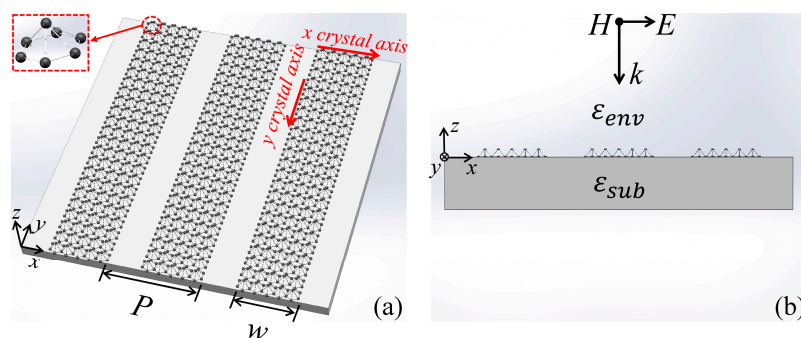 x crystal axis
y crystal axis
z
y
x
P
w
(a)
H
E
k
ε_env
z
y
x
ε_sub
(b)